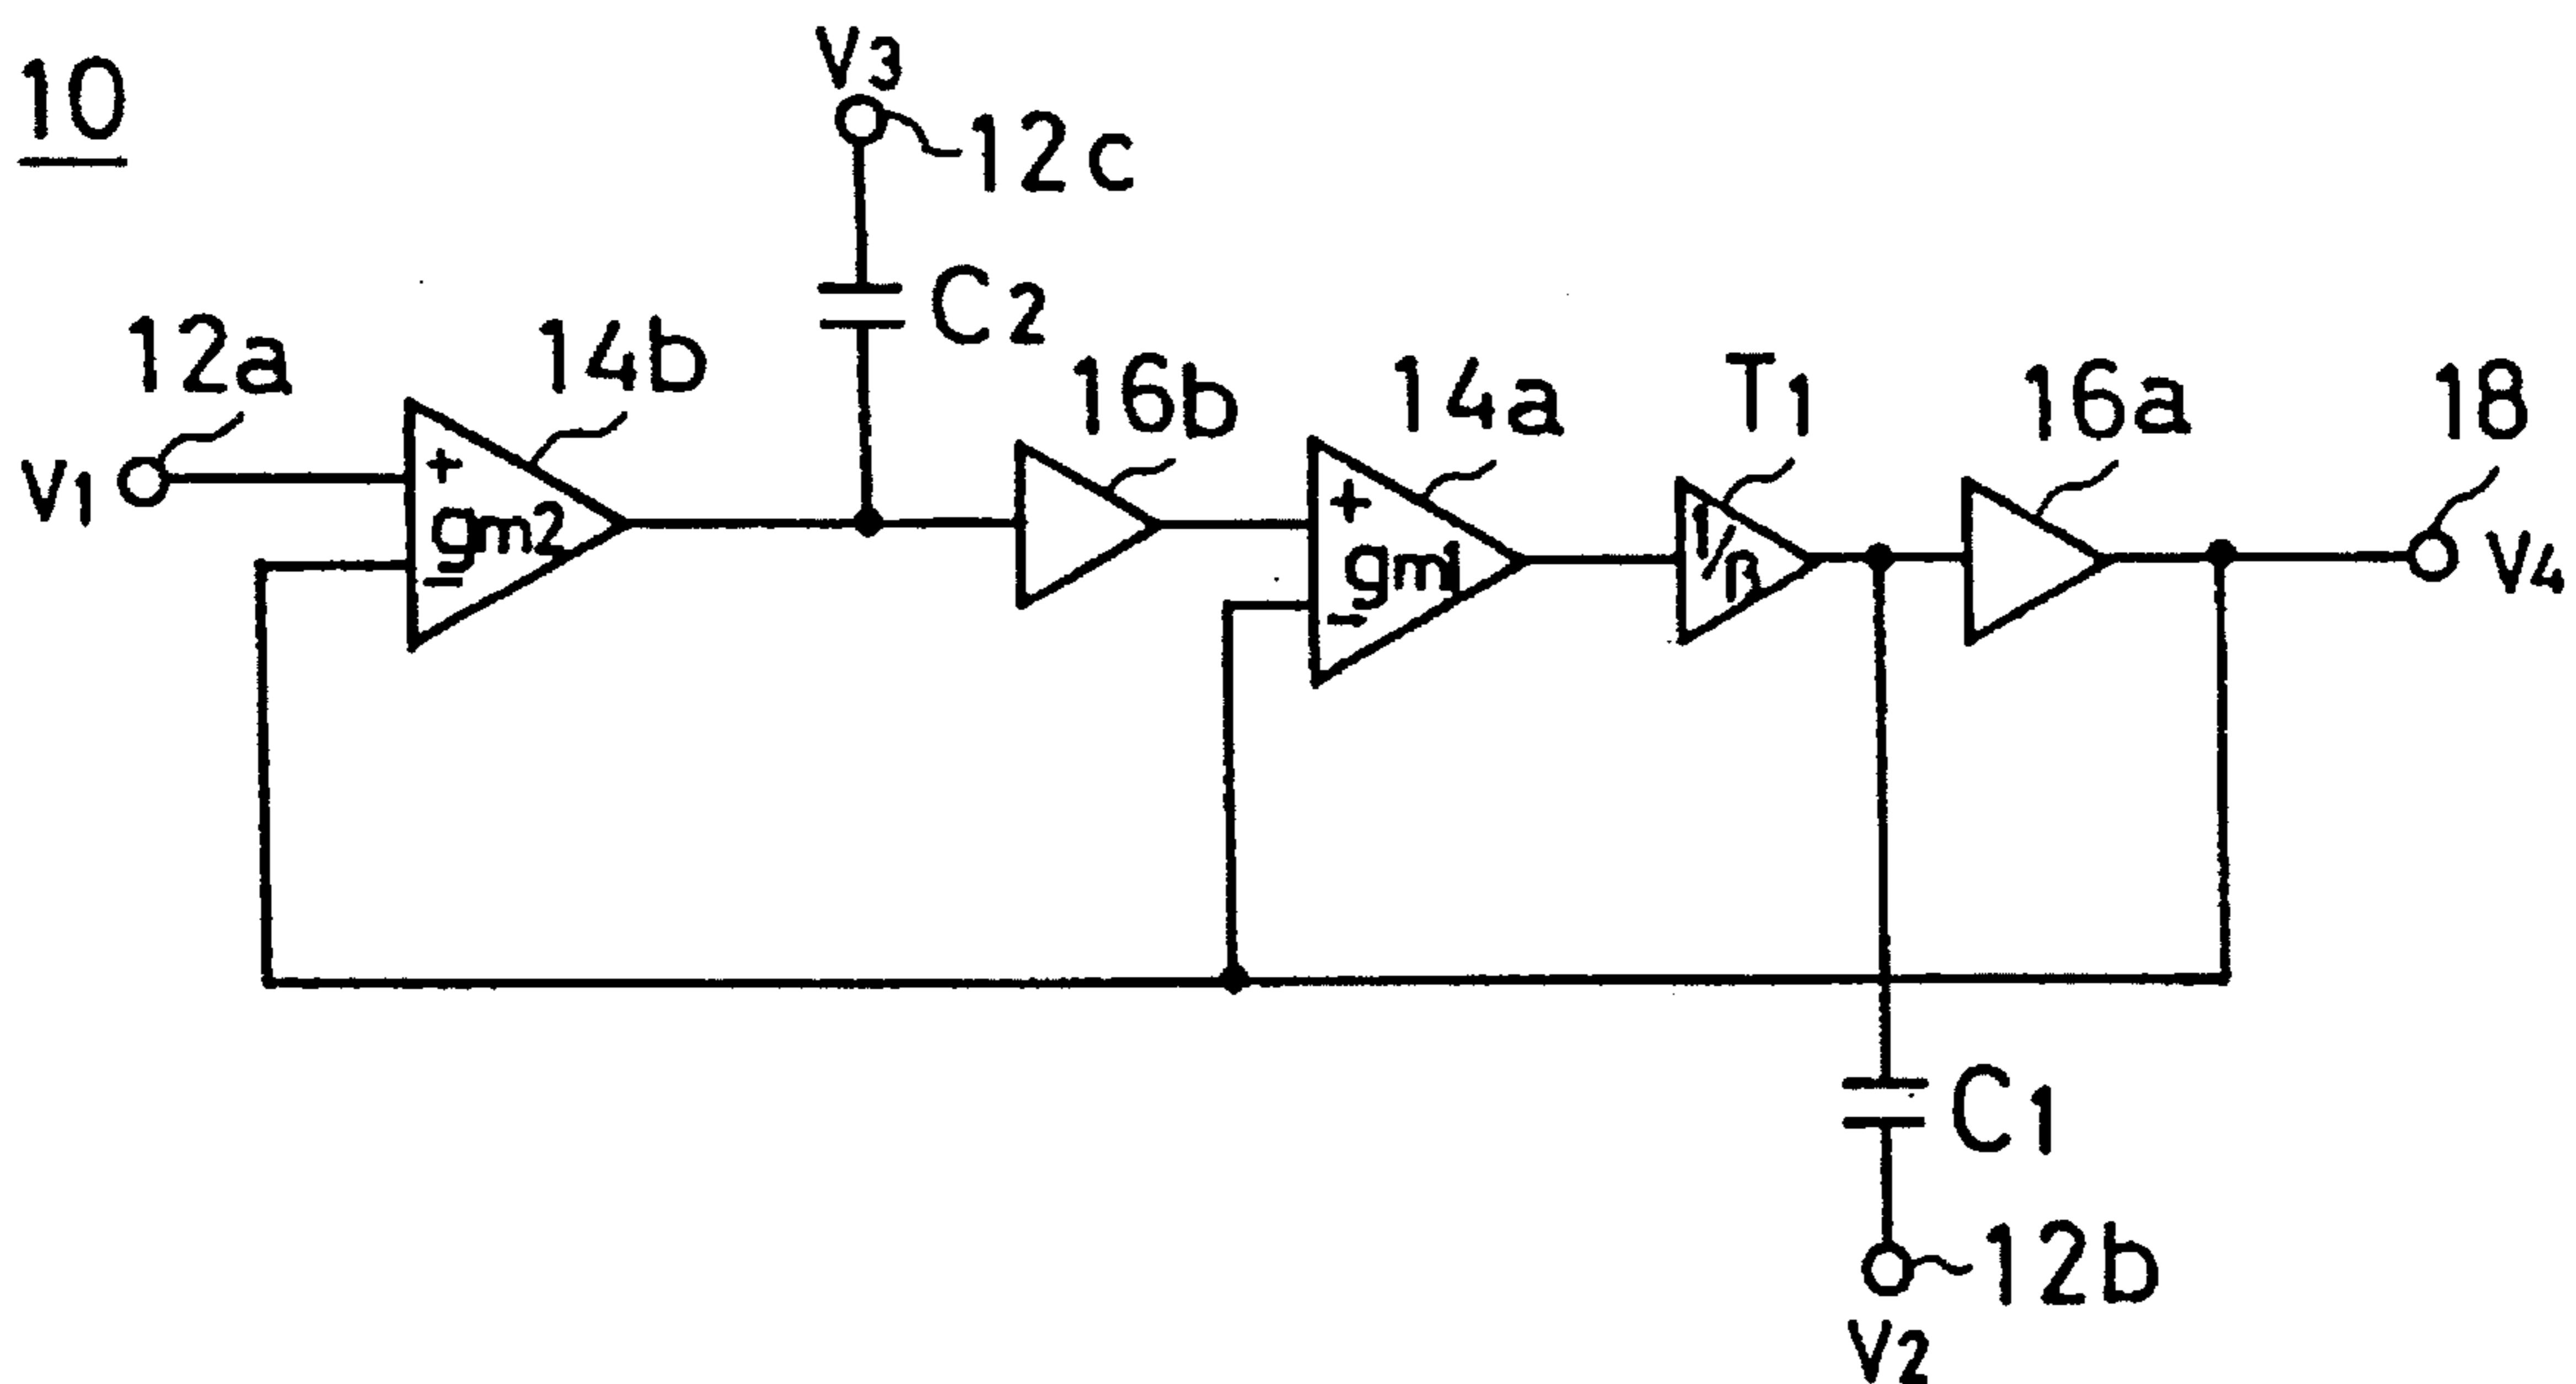 10
V3
12c
C2
12a
14b
16b
14a
T1
16a
18
V1
+
gm2
-
+
gm1
-
1/β
V4
C1
12b
V2